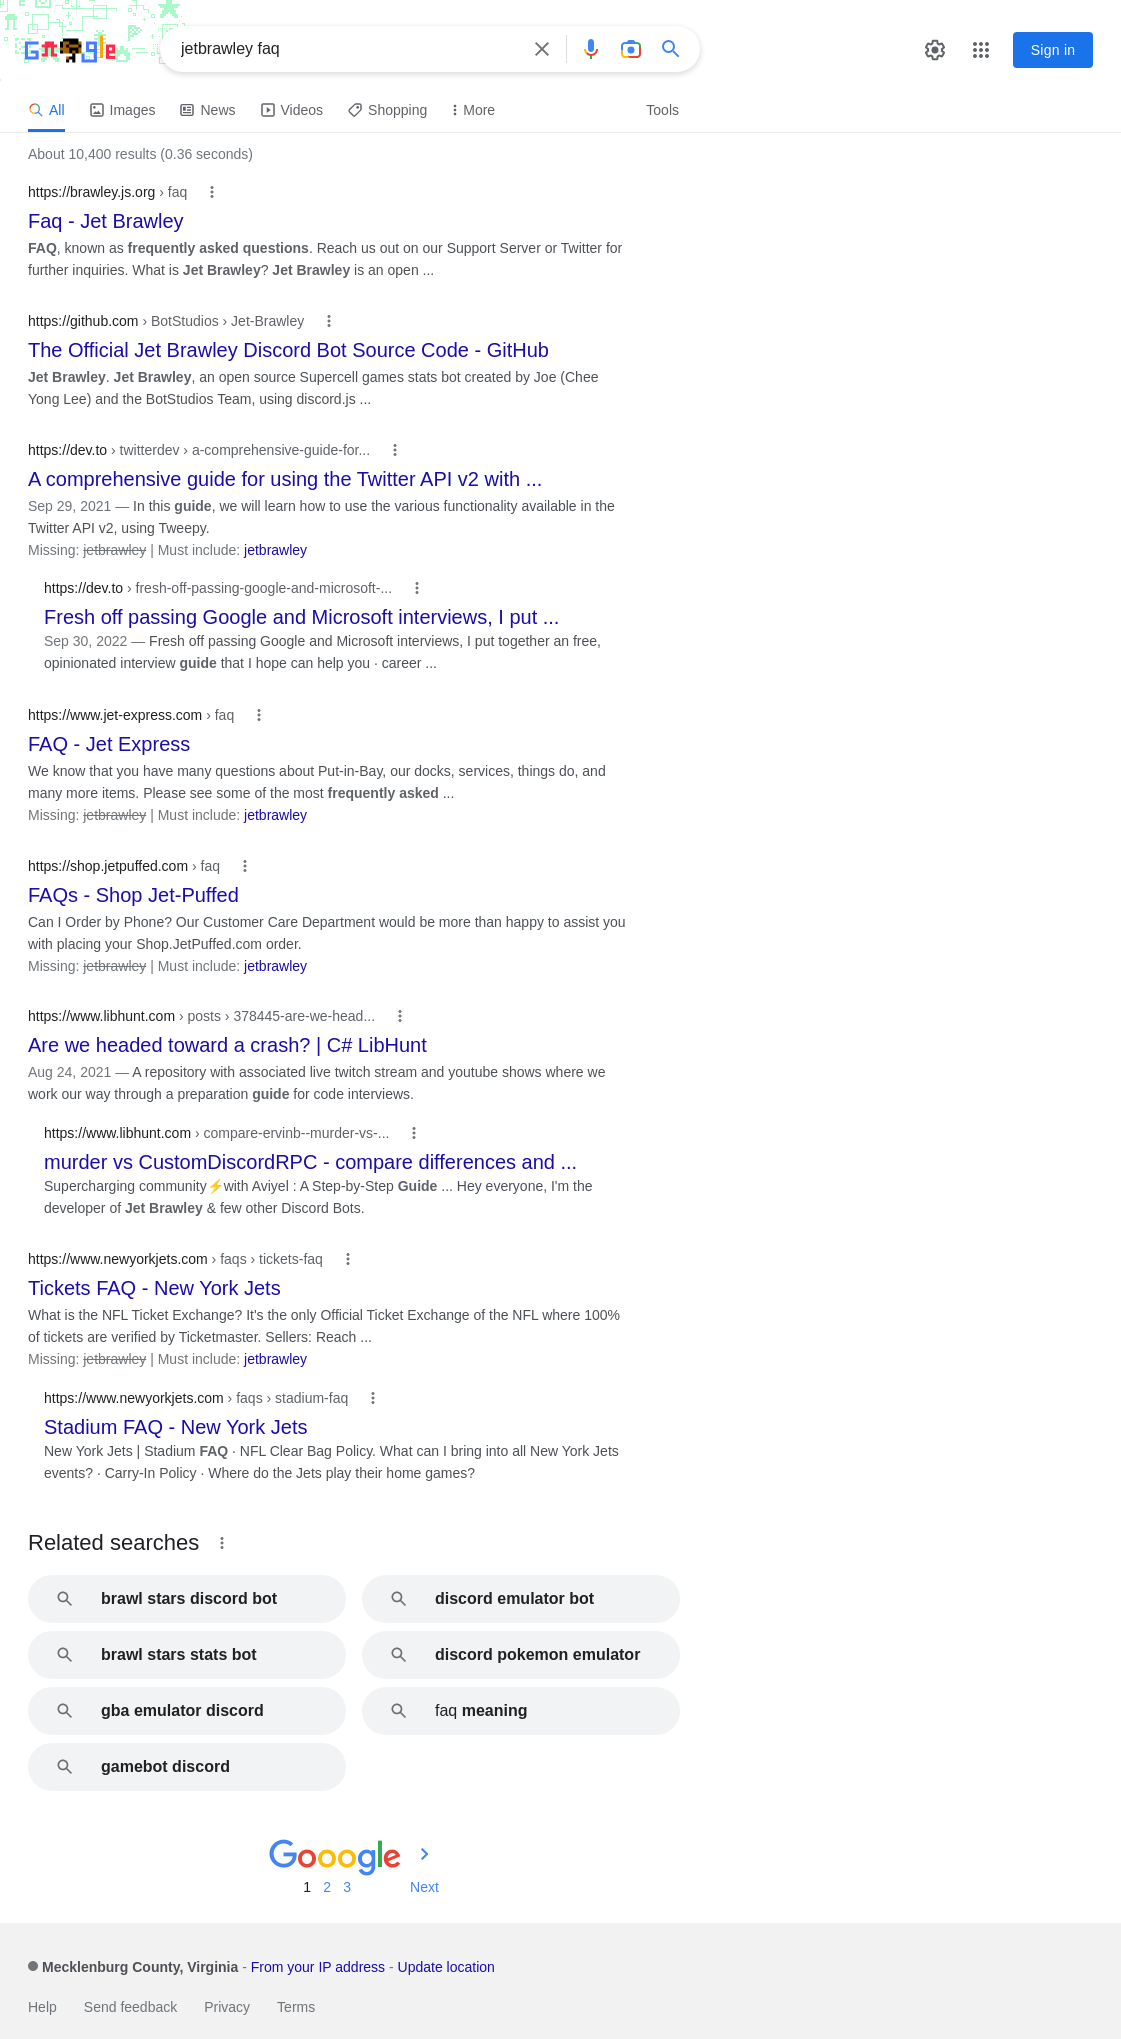 Google
jetbrawley faq
Sign in
All
Images
News
Videos
Shopping
More
Tools
About 10,400 results (0.36 seconds)
https://brawley.js.org › faq
Faq - Jet Brawley
FAQ, known as frequently asked questions. Reach us out on our Support Server or Twitter for
further inquiries. What is Jet Brawley? Jet Brawley is an open ...
https://github.com › BotStudios › Jet-Brawley
The Official Jet Brawley Discord Bot Source Code - GitHub
Jet Brawley. Jet Brawley, an open source Supercell games stats bot created by Joe (Chee
Yong Lee) and the BotStudios Team, using discord.js ...
https://dev.to › twitterdev › a-comprehensive-guide-for...
A comprehensive guide for using the Twitter API v2 with ...
Sep 29, 2021 — In this guide, we will learn how to use the various functionality available in the
Twitter API v2, using Tweepy.
Missing: jetbrawley | Must include: jetbrawley
https://dev.to › fresh-off-passing-google-and-microsoft-...
Fresh off passing Google and Microsoft interviews, I put ...
Sep 30, 2022 — Fresh off passing Google and Microsoft interviews, I put together an free,
opinionated interview guide that I hope can help you · career ...
https://www.jet-express.com › faq
FAQ - Jet Express
We know that you have many questions about Put-in-Bay, our docks, services, things do, and
many more items. Please see some of the most frequently asked ...
Missing: jetbrawley | Must include: jetbrawley
https://shop.jetpuffed.com › faq
FAQs - Shop Jet-Puffed
Can I Order by Phone? Our Customer Care Department would be more than happy to assist you
with placing your Shop.JetPuffed.com order.
Missing: jetbrawley | Must include: jetbrawley
https://www.libhunt.com › posts › 378445-are-we-head...
Are we headed toward a crash? | C# LibHunt
Aug 24, 2021 — A repository with associated live twitch stream and youtube shows where we
work our way through a preparation guide for code interviews.
https://www.libhunt.com › compare-ervinb--murder-vs-...
murder vs CustomDiscordRPC - compare differences and ...
Supercharging community⚡with Aviyel : A Step-by-Step Guide ... Hey everyone, I'm the
developer of Jet Brawley & few other Discord Bots.
https://www.newyorkjets.com › faqs › tickets-faq
Tickets FAQ - New York Jets
What is the NFL Ticket Exchange? It's the only Official Ticket Exchange of the NFL where 100%
of tickets are verified by Ticketmaster. Sellers: Reach ...
Missing: jetbrawley | Must include: jetbrawley
https://www.newyorkjets.com › faqs › stadium-faq
Stadium FAQ - New York Jets
New York Jets | Stadium FAQ · NFL Clear Bag Policy. What can I bring into all New York Jets
events? · Carry-In Policy · Where do the Jets play their home games?
Related searches
brawl stars discord bot
discord emulator bot
brawl stars stats bot
discord pokemon emulator
gba emulator discord
faq meaning
gamebot discord
Gooogle
1 2 3 Next
Mecklenburg County, Virginia - From your IP address - Update location
Help Send feedback Privacy Terms